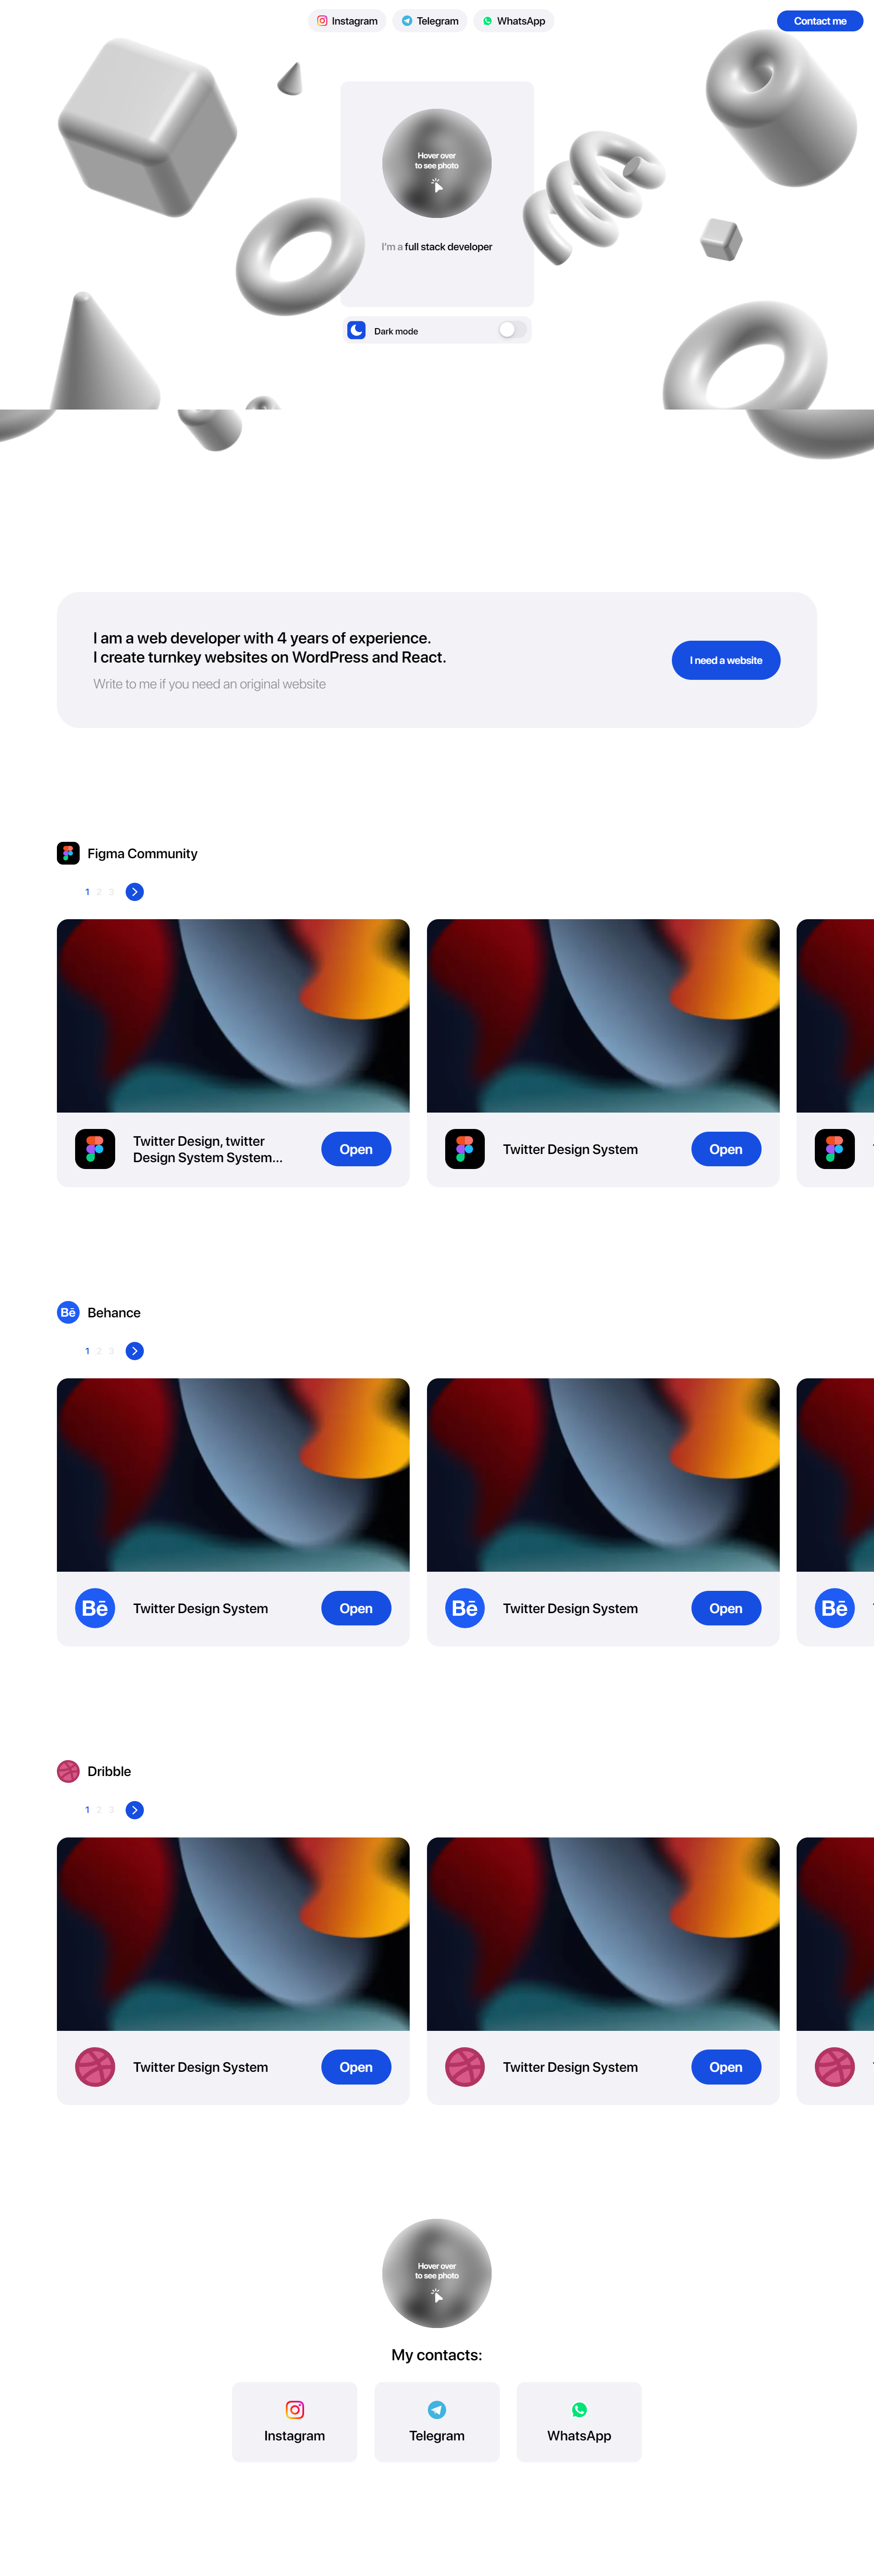 Instagram
Telegram
WhatsApp
Contact me
Hover over
to see photo
I'm a full stack developer
Dark mode
I am a web developer with 4 years of experience.
I create turnkey websites on WordPress and React.
Write to me if you need an original website
I need a website
Figma Community
1 2 3
Twitter Design, twitter
Design System System...
Open
Twitter Design System
Open
Bē Behance
1 2 3
Bē
Twitter Design System
Open
Bē
Twitter Design System
Open
Bē
Dribble
1 2 3
Twitter Design System
Open
Twitter Design System
Open
Hover over
to see photo
My contacts:
Instagram
Telegram
WhatsApp